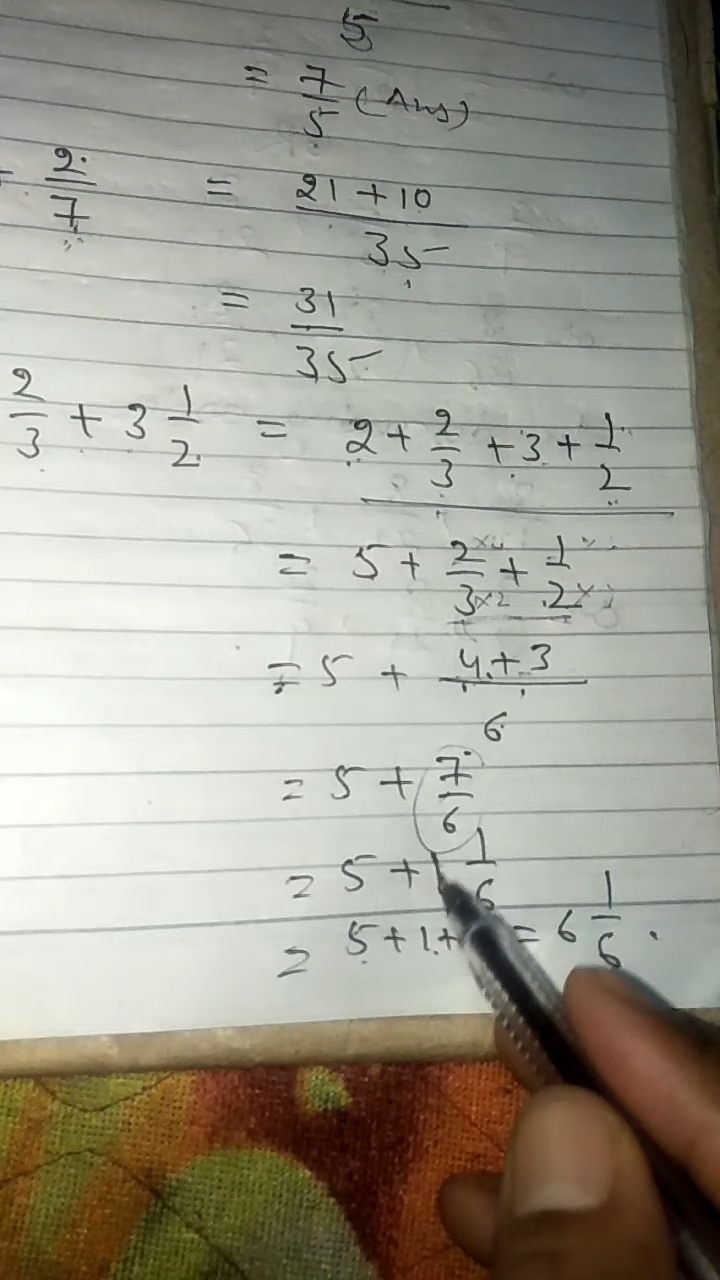 5
= 7/5 (Ans)
2/7 = 21 + 10 / 35
= 31/35
2/3 + 3 1/2 = 2 + 2/3 + 3 + 1/2
= 5 + 2/3×2 + 1/2×
= 5 + 4 + 3 / 6
= 5 + 7/6
= 5 + 1/6
= 5 + 1 + = 6 1/6.